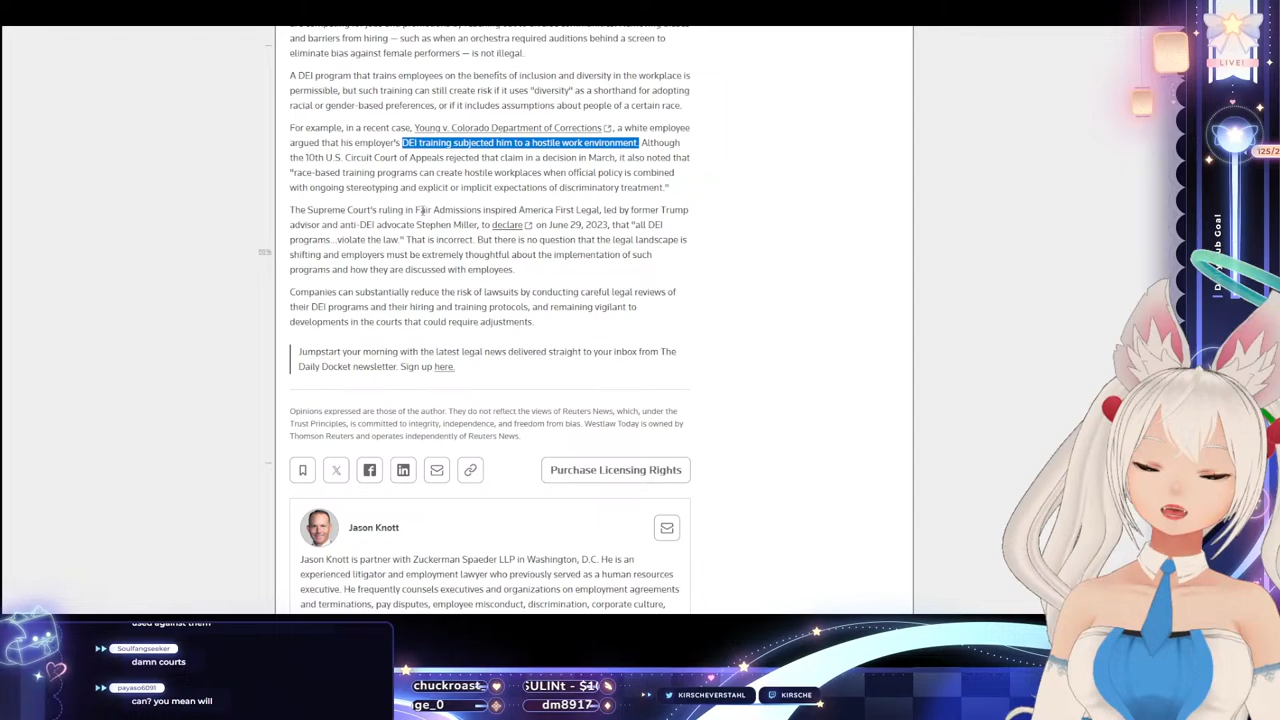 and barriers from hiring — such as when an orchestra required auditions behind a screen to
eliminate bias against female performers — is not illegal.
A DEI program that trains employees on the benefits of inclusion and diversity in the workplace is
permissible, but such training can still create risk if it uses "diversity" as a shorthand for adopting
racial or gender-based preferences, or if it includes assumptions about people of a certain race.
For example, in a recent case, Young v. Colorado Department of Corrections, a white employee
argued that his employer's DEI training subjected him to a hostile work environment. Although
the 10th U.S. Circuit Court of Appeals rejected that claim in a decision in March, it also noted that
"race-based training programs can create hostile workplaces when official policy is combined
with ongoing stereotyping and explicit or implicit expectations of discriminatory treatment."
The Supreme Court's ruling in Fair Admissions inspired America First Legal, led by former Trump
advisor and anti-DEI advocate Stephen Miller, to declare on June 29, 2023, that "all DEI
programs...violate the law." That is incorrect. But there is no question that the legal landscape is
shifting and employers must be extremely thoughtful about the implementation of such
programs and how they are discussed with employees.
Companies can substantially reduce the risk of lawsuits by conducting careful legal reviews of
their DEI programs and their hiring and training protocols, and remaining vigilant to
developments in the courts that could require adjustments.
Jumpstart your morning with the latest legal news delivered straight to your inbox from The
Daily Docket newsletter. Sign up here.
Opinions expressed are those of the author. They do not reflect the views of Reuters News, which, under the
Trust Principles, is committed to integrity, independence, and freedom from bias. Westlaw Today is owned by
Thomson Reuters and operates independently of Reuters News.
Purchase Licensing Rights
Jason Knott
Jason Knott is partner with Zuckerman Spaeder LLP in Washington, D.C. He is an
experienced litigator and employment lawyer who previously served as a human resources
executive. He frequently counsels executives and organizations on employment agreements
and terminations, pay disputes, employee misconduct, discrimination, corporate culture,
used against them
Soulfangseeker
damn courts
payaso6091
can? you mean will
chuckroast
SULINt - $1
ge_0
dm8917
KIRSCHEVERSTAHL
KIRSCHE
LIVE!
125/2
Goal